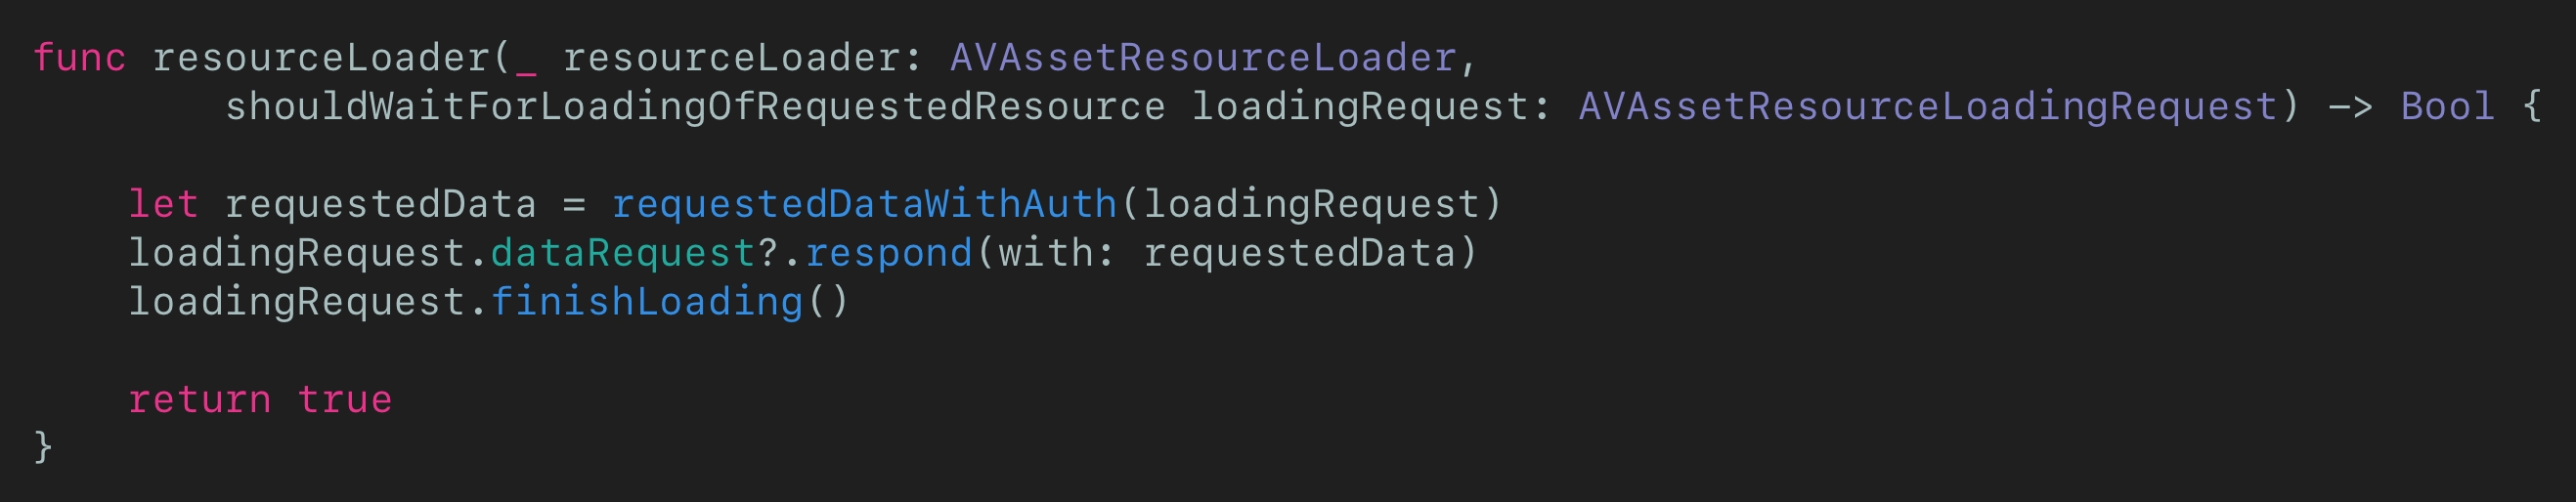 func resourceLoader(_ resourceLoader: AVAssetResourceLoader,
        shouldWaitForLoadingOfRequestedResource loadingRequest: AVAssetResourceLoadingRequest) -> Bool {

    let requestedData = requestedDataWithAuth(loadingRequest)
    loadingRequest.dataRequest?.respond(with: requestedData)
    loadingRequest.finishLoading()

    return true
}